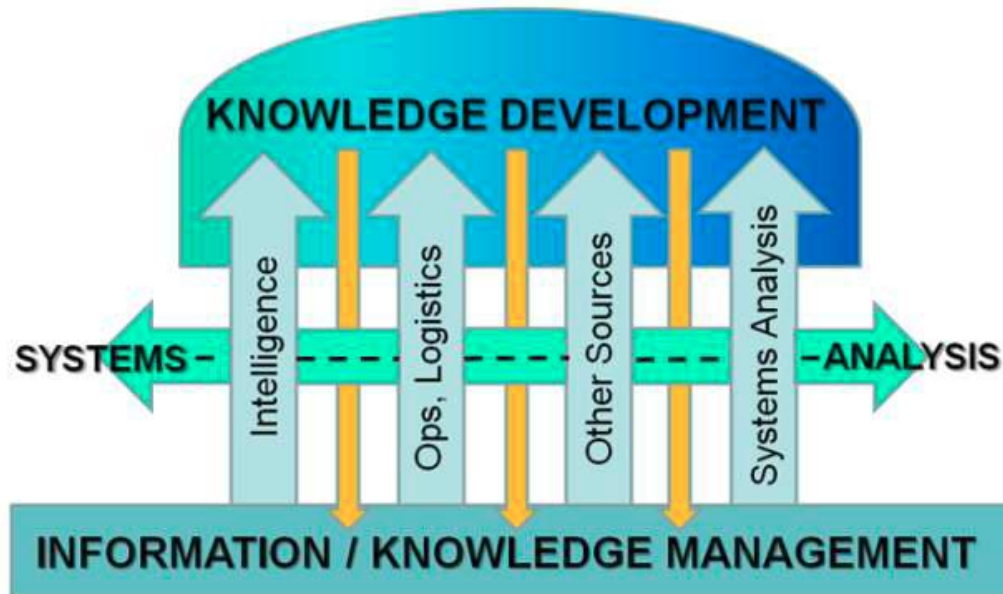 KNOWLEDGE DEVELOPMENT
Intelligence
Ops, Logistics
Other Sources
Systems Analysis
SYSTEMS
ANALYSIS
INFORMATION / KNOWLEDGE MANAGEMENT